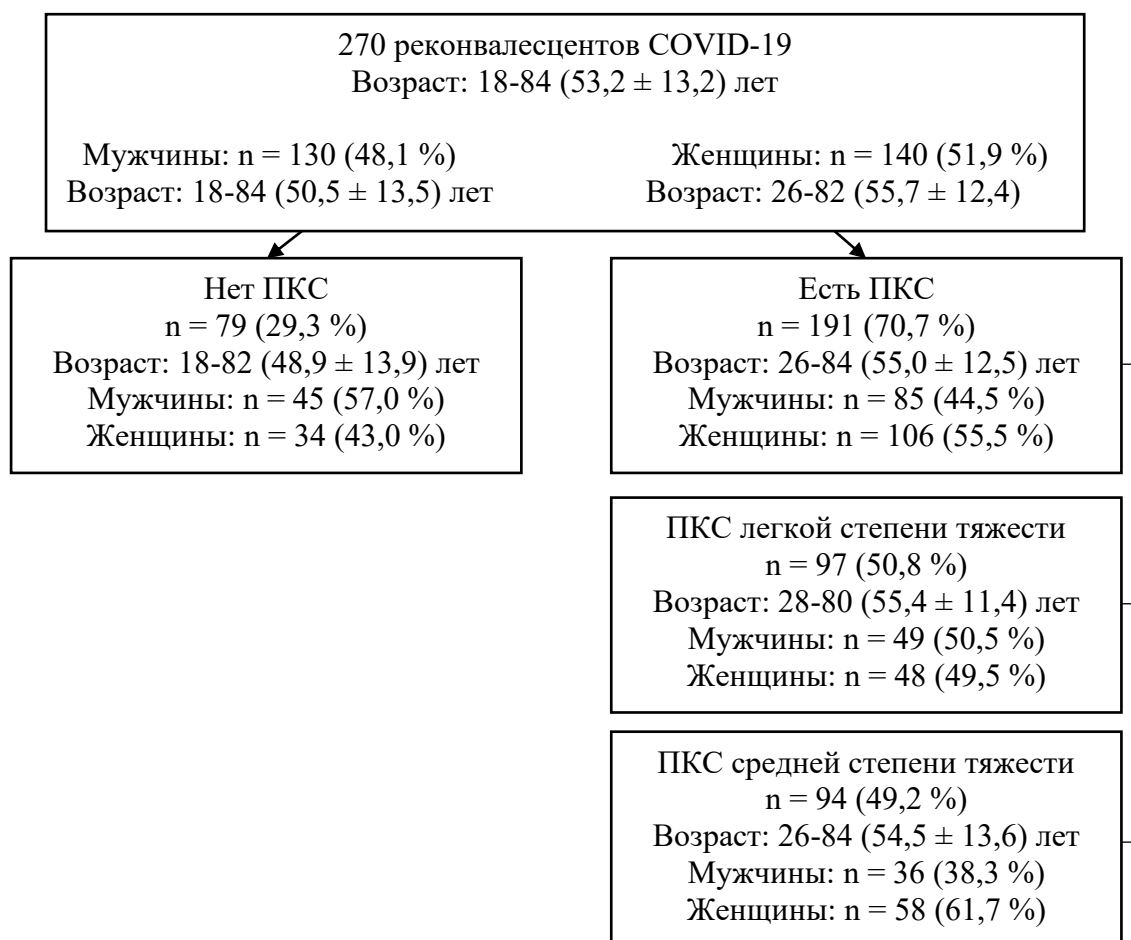 270 реконвалесцентов COVID-19
Возраст: 18-84 (53,2 ± 13,2) лет
Мужчины: n = 130 (48,1 %)
Возраст: 18-84 (50,5 ± 13,5) лет
Женщины: n = 140 (51,9 %)
Возраст: 26-82 (55,7 ± 12,4)
Нет ПКС
n = 79 (29,3 %)
Возраст: 18-82 (48,9 ± 13,9) лет
Мужчины: n = 45 (57,0 %)
Женщины: n = 34 (43,0 %)
Есть ПКС
n = 191 (70,7 %)
Возраст: 26-84 (55,0 ± 12,5) лет
Мужчины: n = 85 (44,5 %)
Женщины: n = 106 (55,5 %)
ПКС легкой степени тяжести
n = 97 (50,8 %)
Возраст: 28-80 (55,4 ± 11,4) лет
Мужчины: n = 49 (50,5 %)
Женщины: n = 48 (49,5 %)
ПКС средней степени тяжести
n = 94 (49,2 %)
Возраст: 26-84 (54,5 ± 13,6) лет
Мужчины: n = 36 (38,3 %)
Женщины: n = 58 (61,7 %)